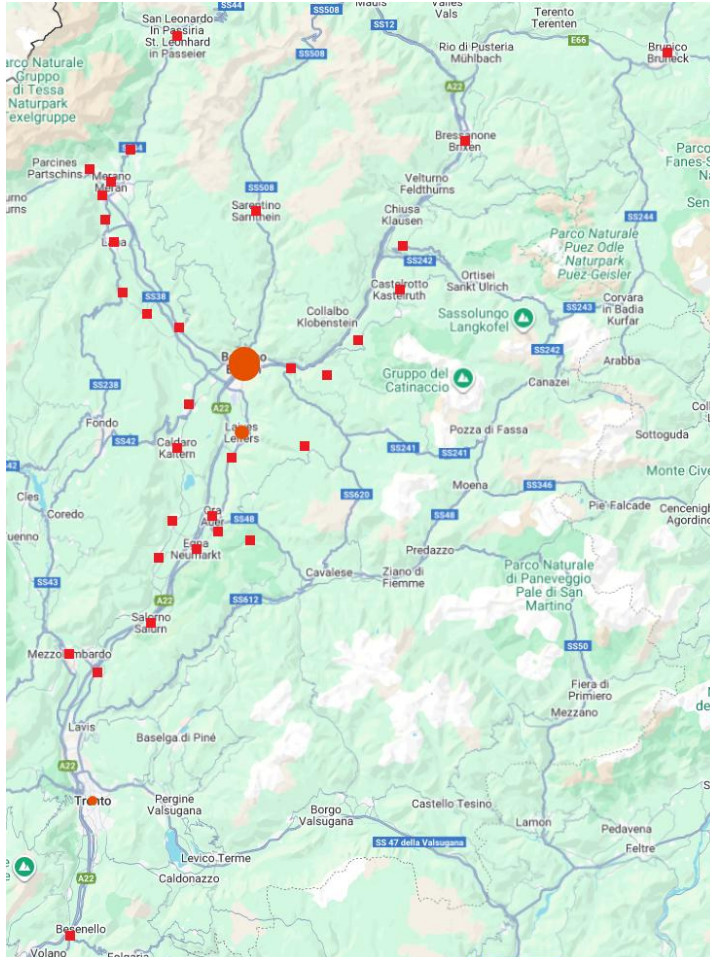 SS44
San Leonardo
In Passiria
St. Leonhard
in Passeier
SS508
SS12
Valles
Vals
Terento
Terenten
E66
Rio di Pusteria
Mühlbach
Brunico
Bruneck
SS508
A22
arco Naturale
Gruppo
di Tessa
Naturpark
Texelgruppe
Bressanone
Brixen
Parcines
Partschins
Merano
Meran
Velturno
Feldthurns
SS508
Sarentino
Sarnthein
Chiusa
Klausen
SS244
SS242
Parco Naturale
Puez Odle
Naturpark
Puez-Geisler
Ortisei
Sankt Ulrich
Castelrotto
Kastelruth
SS38
Collalbo
Klobenstein
Sassolungo
Langkofel
SS243
Corvara
in Badia
Kurfar
SS242
Arabba
Gruppo del
Catinaccio
Canazei
SS238
A22
Fondo
SS42
Caldaro
Kaltern
Laives
Leifers
Pozza di Fassa
Sottoguda
SS241
SS241
Monte Cive
Moena
SS346
Cles
Coredo
SS620
Pie' Falcade
Cencenigh
Agordino
Ora
Auer
SS48
SS48
Egna
Neumarkt
Predazzo
SS43
Cavalese
Ziano di
Fiemme
Parco Naturale
di Paneveggio
Pale di San
Martino
A22
SS612
Salorno
Salurn
SS50
Mezzolombardo
Fiera di
Primiero
Mezzano
Lavis
Baselga di Piné
A22
Trento
Pergine
Valsugana
Borgo
Valsugana
Castello Tesino
Lamon
Pedavena
SS 47 della Valsugana
Feltre
Levico Terme
Caldonazzo
A22
Besenello
Volano